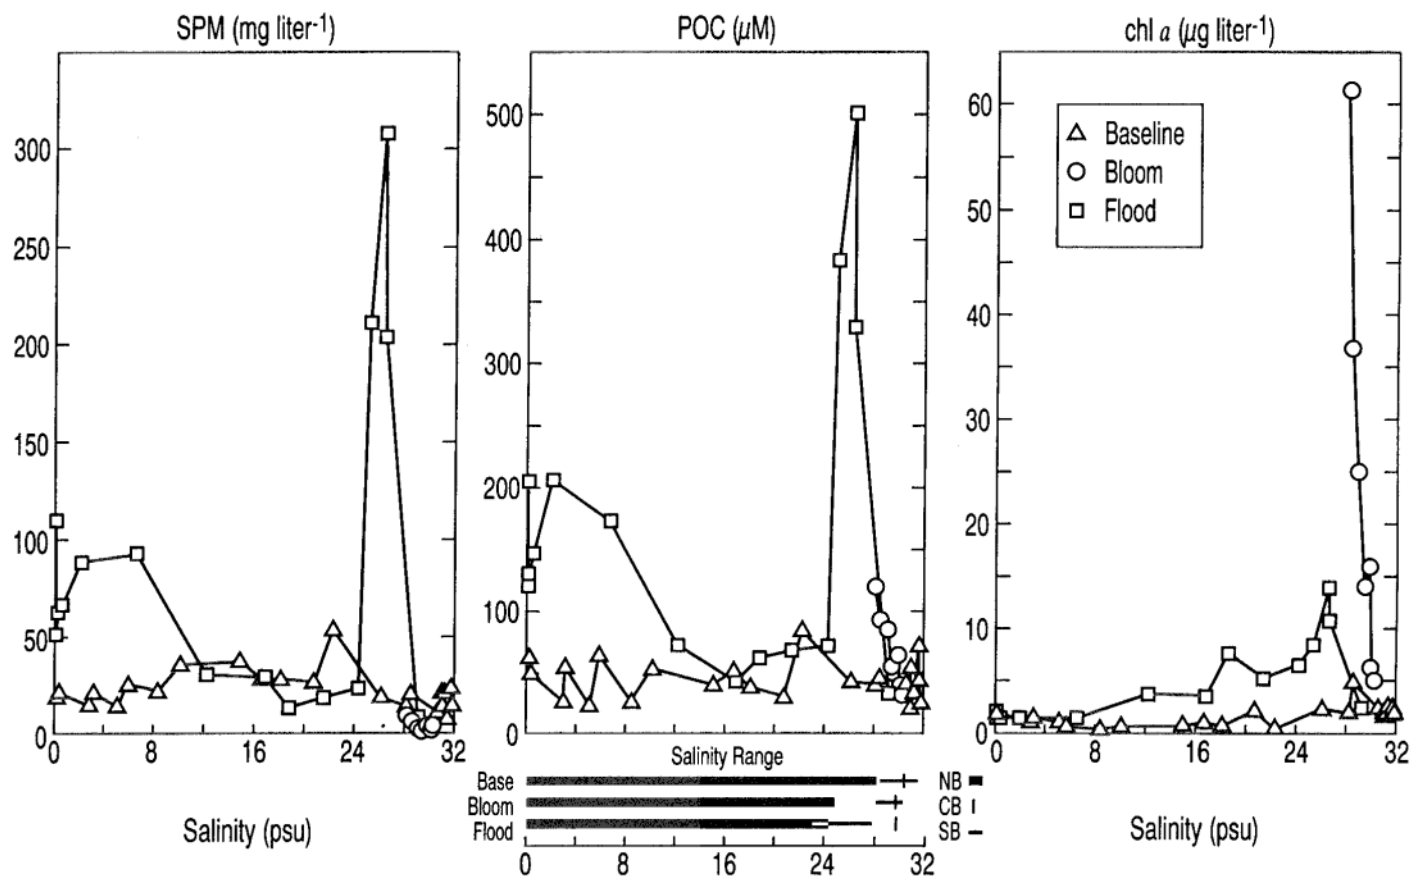 SPM (mg liter-1)
300
250
200
150
100
50
0
0 8 16 24 32
Salinity (psu)
POC (µM)
500
400
300
200
100
0
Salinity Range
Base
Bloom
Flood
0 8 16 24 32
NB
CB
SB
chl a (µg liter-1)
60
50
40
30
20
10
0
Baseline
Bloom
Flood
0 8 16 24 32
Salinity (psu)